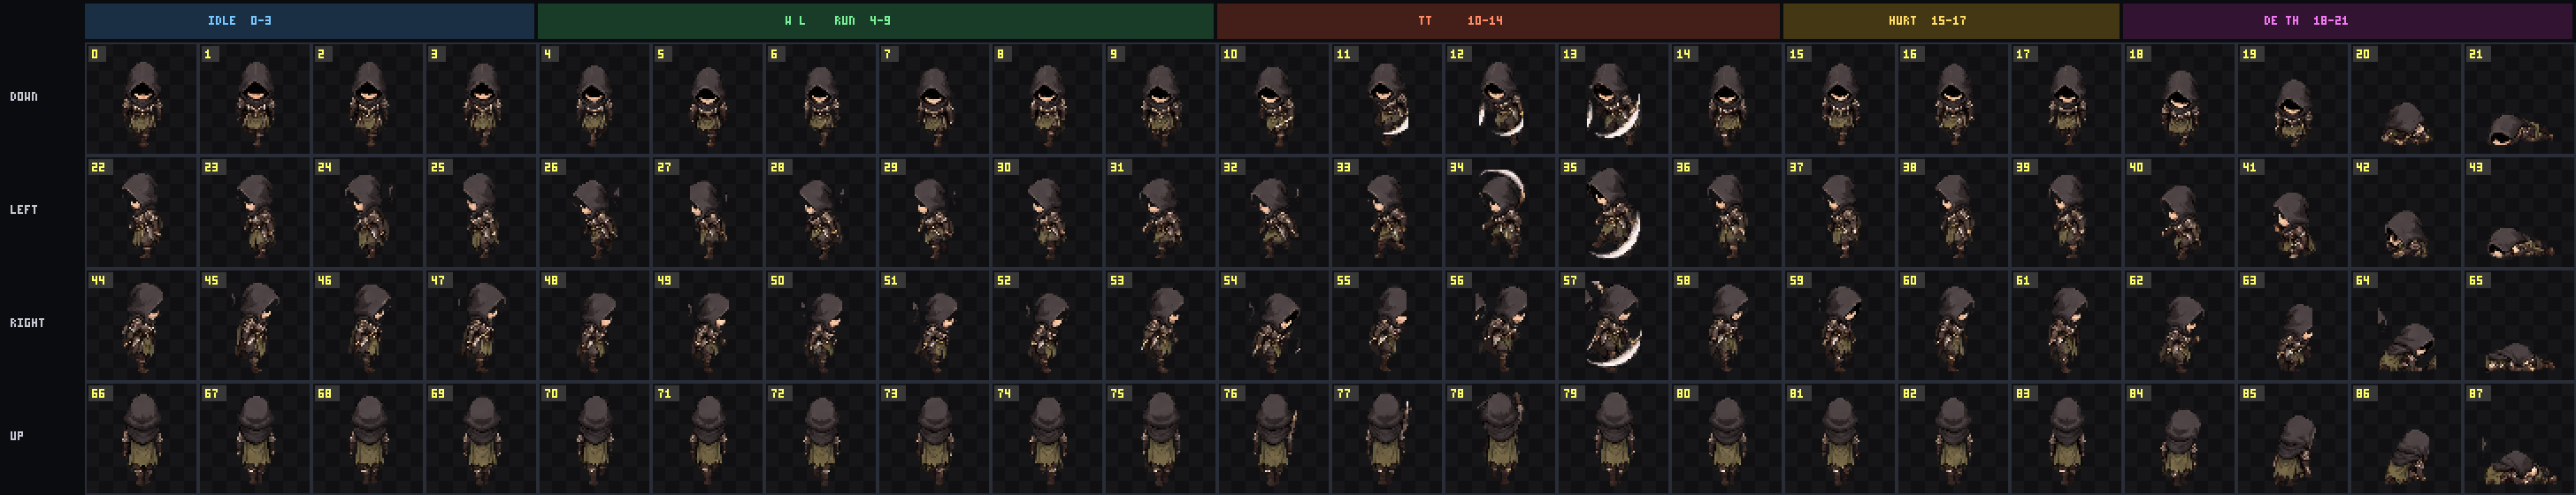 IDLE 0-3 W L RUN 4-9 TT 10-14 HURT 15-17 DE TH 18-21
0 1 2 3 4 5 6 7 8 9 10 11 12 13 14 15 16 17 18 19 20 21
DOWN
22 23 24 25 26 27 28 29 30 31 32 33 34 35 36 37 38 39 40 41 42 43
LEFT
44 45 46 47 48 49 50 51 52 53 54 55 56 57 58 59 60 61 62 63 64 65
RIGHT
66 67 68 69 70 71 72 73 74 75 76 77 78 79 80 81 82 83 84 85 86 87
UP